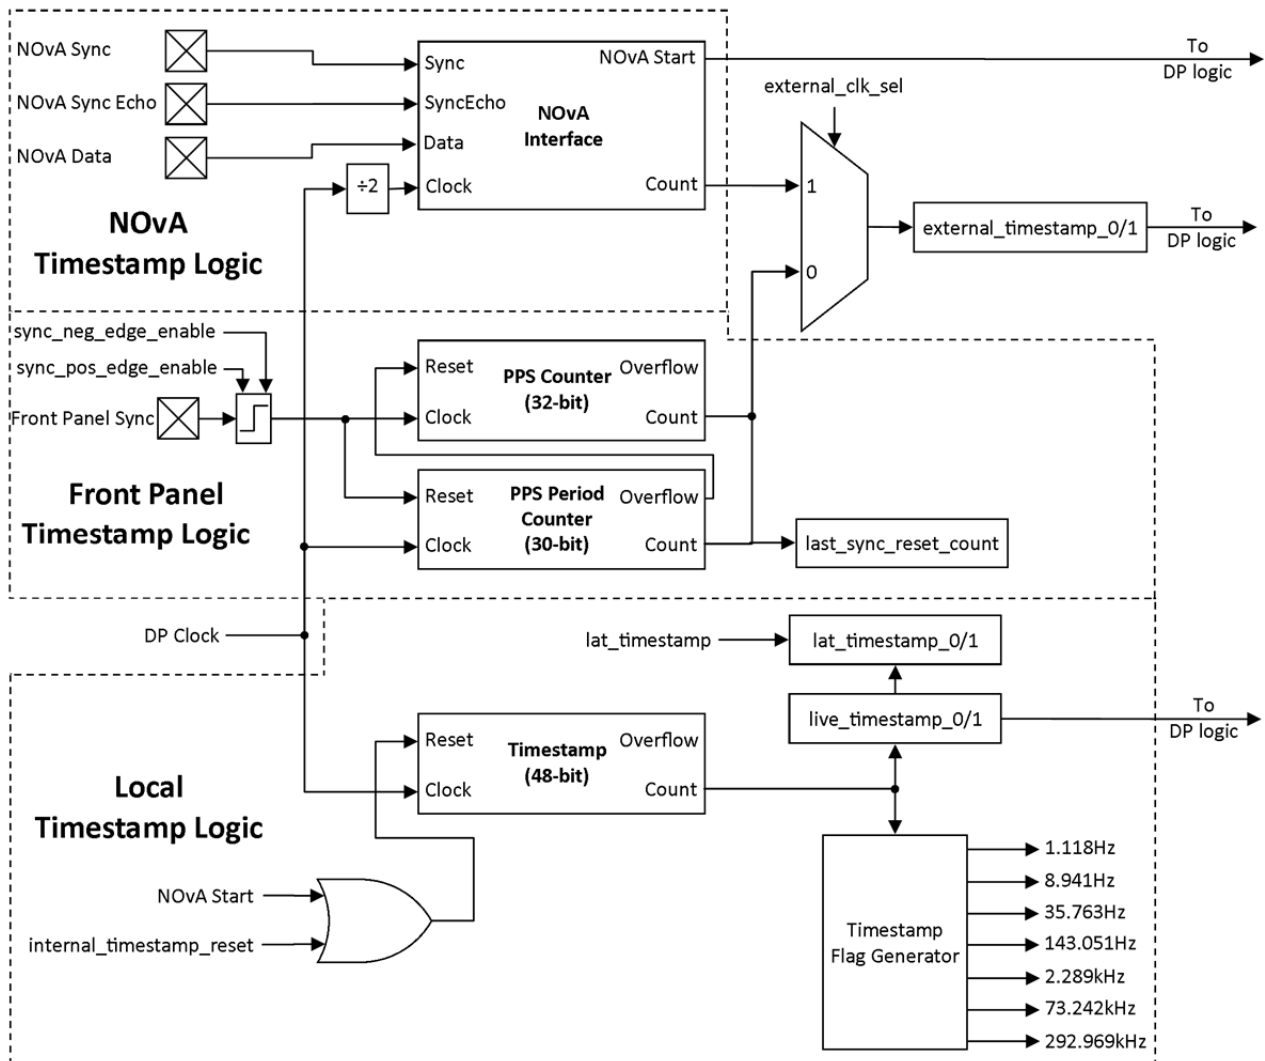 NOvA Sync
NOvA Sync Echo
NOvA Data
Sync
SyncEcho
Data
Clock
NOvA Start
NOvA
Interface
Count
÷2
To
DP logic
external_clk_sel
1
0
external_timestamp_0/1
To
DP logic
NOvA
Timestamp Logic
sync_neg_edge_enable
sync_pos_edge_enable
Front Panel Sync
Reset
Clock
PPS Counter
(32-bit)
Overflow
Count
Front Panel
Timestamp Logic
Reset
Clock
PPS Period
Counter
(30-bit)
Overflow
Count
last_sync_reset_count
DP Clock
lat_timestamp
lat_timestamp_0/1
live_timestamp_0/1
To
DP logic
Reset
Clock
Timestamp
(48-bit)
Overflow
Count
Local
Timestamp Logic
NOvA Start
internal_timestamp_reset
Timestamp
Flag Generator
1.118Hz
8.941Hz
35.763Hz
143.051Hz
2.289kHz
73.242kHz
292.969kHz